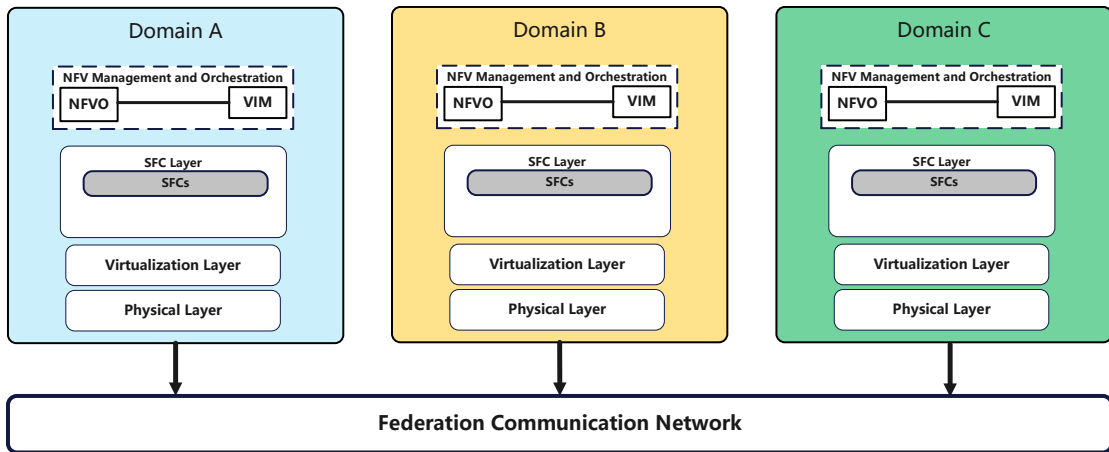 Domain A
NFV Management and Orchestration
NFVO
VIM
SFC Layer
SFCs
Virtualization Layer
Physical Layer
Domain B
NFV Management and Orchestration
NFVO
VIM
SFC Layer
SFCs
Virtualization Layer
Physical Layer
Domain C
NFV Management and Orchestration
NFVO
VIM
SFC Layer
SFCs
Virtualization Layer
Physical Layer
Federation Communication Network